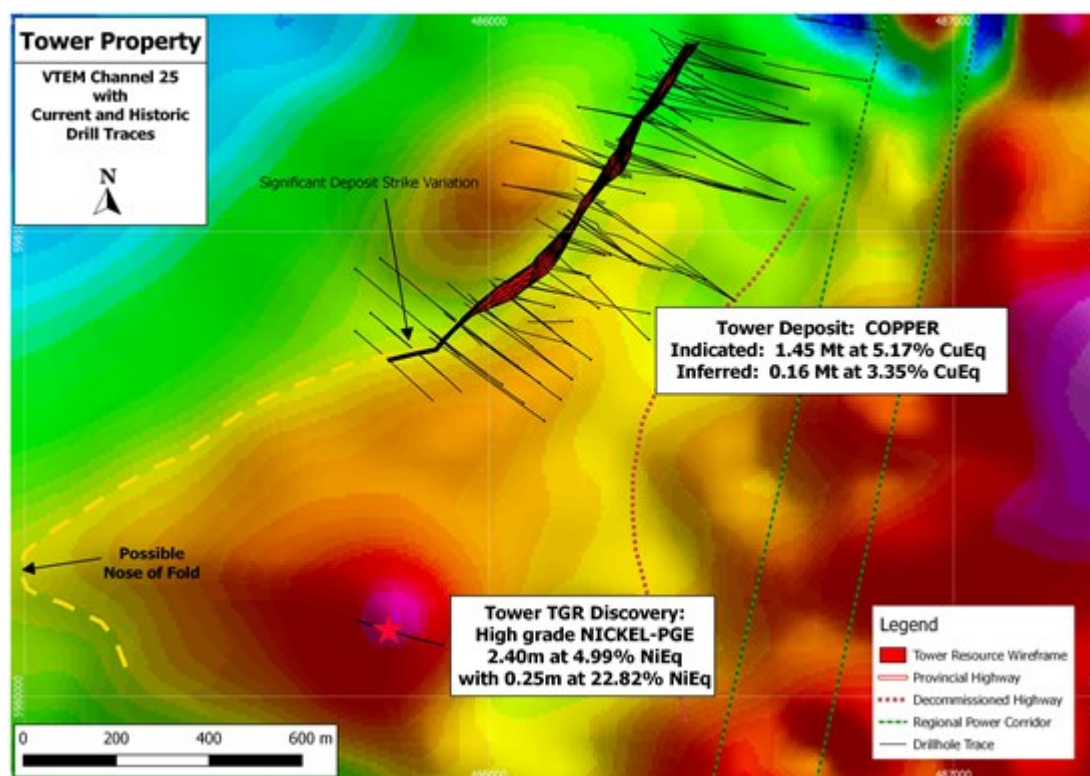 Tower Property
VTEM Channel 25
with
Current and Historic
Drill Traces
N
486000
487000
Significant Deposit Strike Variation
Tower Deposit: COPPER
Indicated: 1.45 Mt at 5.17% CuEq
Inferred: 0.16 Mt at 3.35% CuEq
Possible
Nose of Fold
Tower TGR Discovery:
High grade NICKEL-PGE
2.40m at 4.99% NiEq
with 0.25m at 22.82% NiEq
Legend
Tower Resource Wireframe
Provincial Highway
Decommissioned Highway
Regional Power Corridor
Drillhole Trace
5980000
0 200 400 600 m
486000
487000